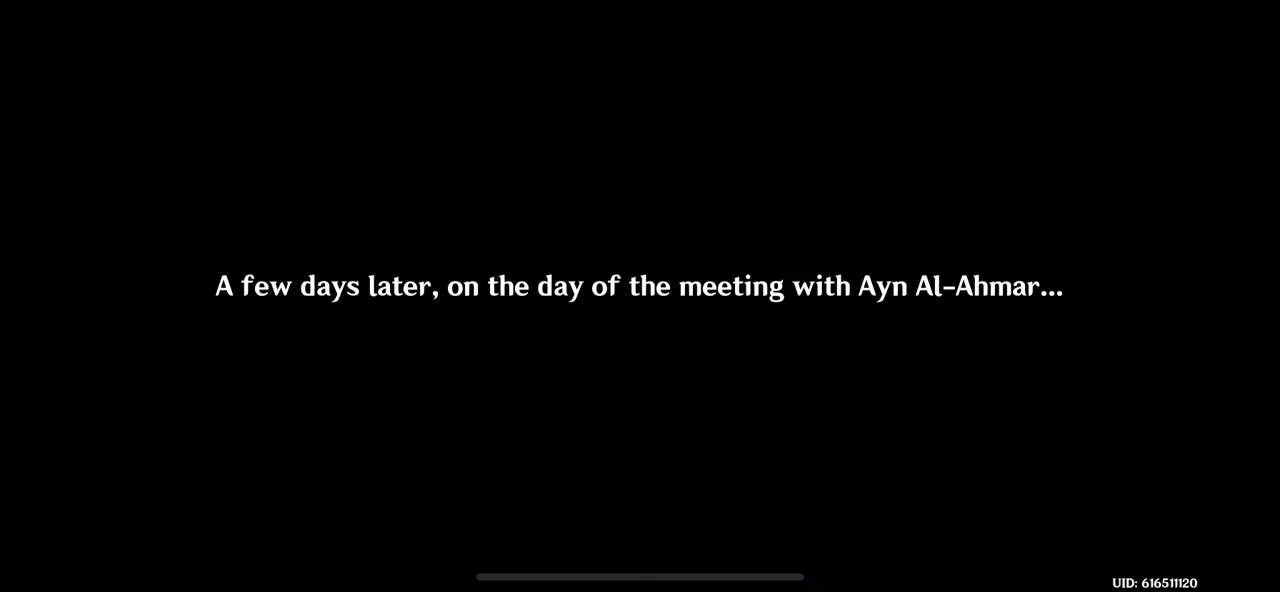 A few days later, on the day of the meeting with Ayn Al-Ahmar...
UID: 616511120